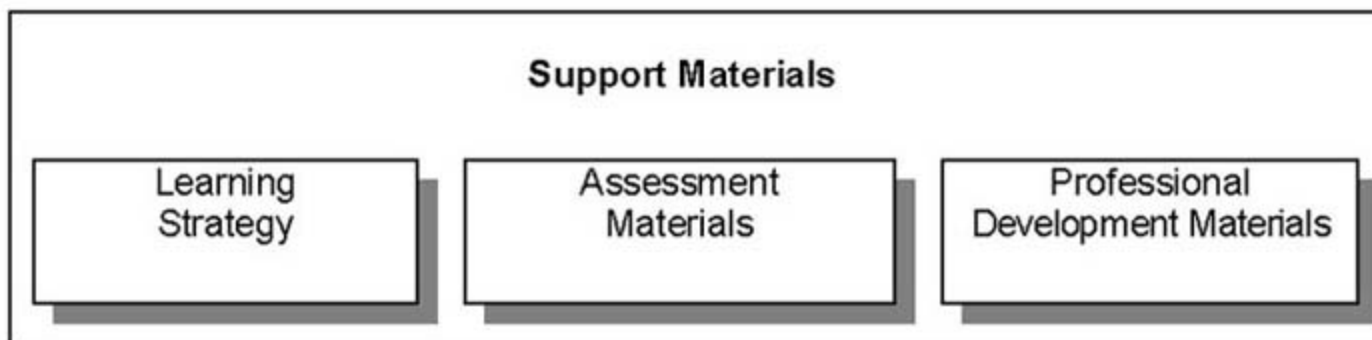 Support Materials
Learning
Strategy
Assessment
Materials
Professional
Development Materials